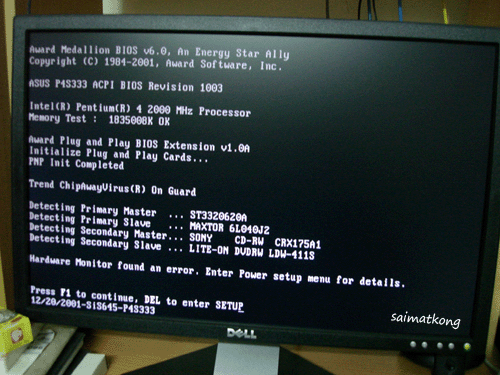 Award Medallion BIOS v6.0, An Energy Star Ally
Copyright (C) 1984-2001, Award Software, Inc.
ASUS P4S333 ACPI BIOS Revision 1003
Intel(R) Pentium(R) 4 2000 MHz Processor
Memory Test : 1835008K OK
Award Plug and Play BIOS Extension v1.0A
Initialize Plug and Play Cards...
PNP Init Completed
Trend ChipAwayVirus(R) On Guard
Detecting Primary Master ... ST3320620A
Detecting Primary Slave ... MAXTOR 6L040J2
Detecting Secondary Master... SONY CD-RW CRX175A1
Detecting Secondary Slave ... LITE-ON DVDRW LDW-411S
Hardware Monitor found an error. Enter Power setup menu for details.
Press F1 to continue, DEL to enter SETUP
12/20/2001-SiS645-P4S333
saimatkong
DELL